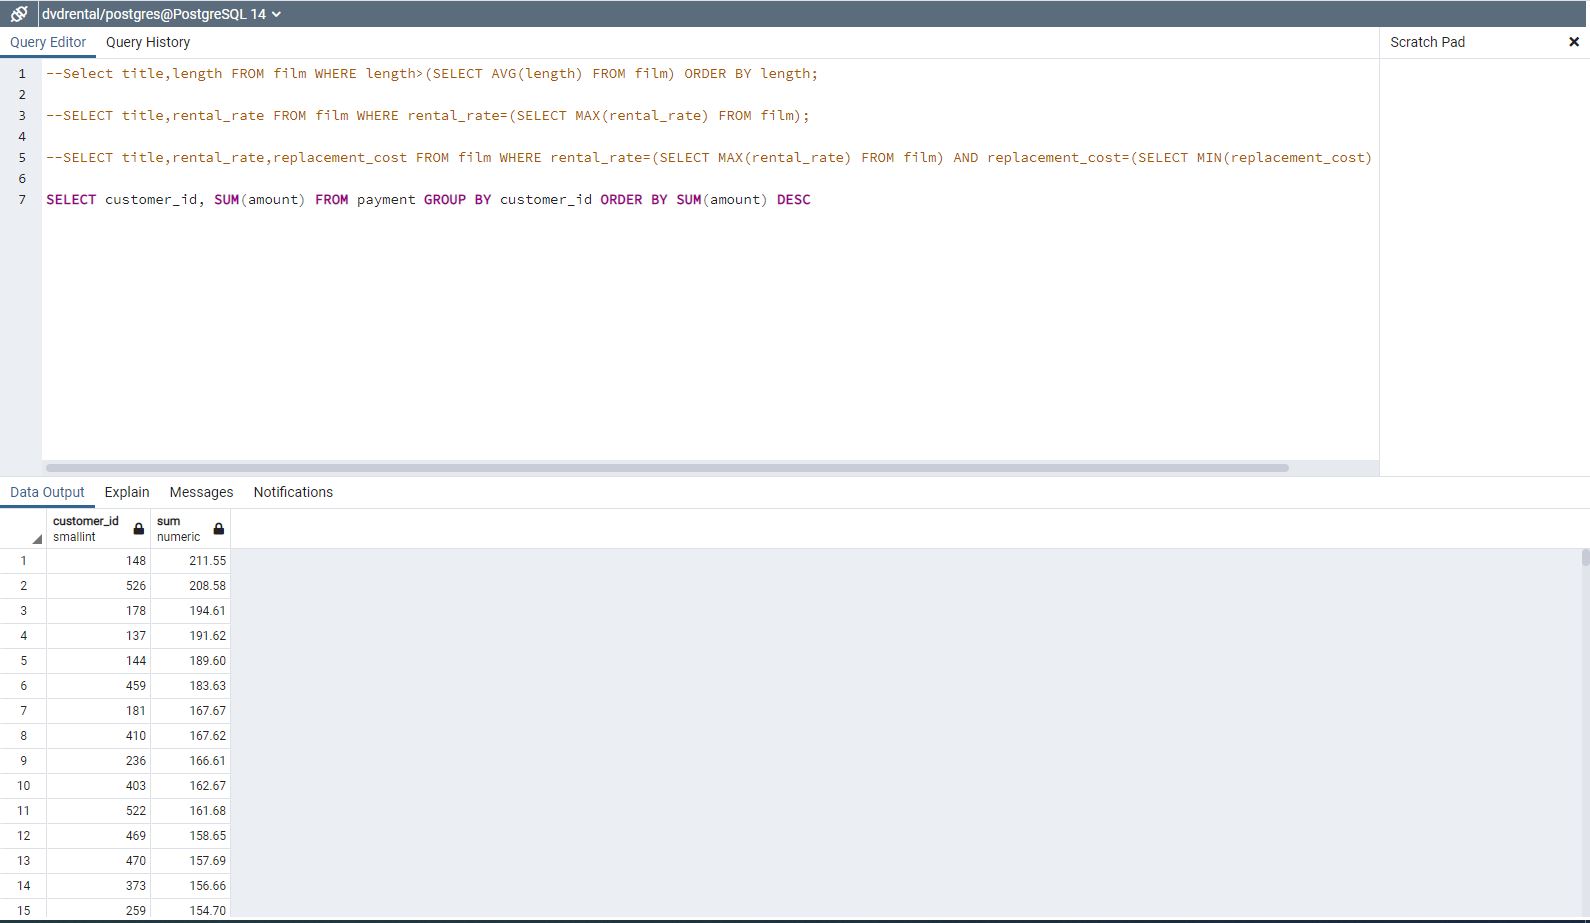 dvdrental/postgres@PostgreSQL 14
Query Editor Query History Scratch Pad
1 --Select title,length FROM film WHERE length>(SELECT AVG(length) FROM film) ORDER BY length;
2
3 --SELECT title,rental_rate FROM film WHERE rental_rate=(SELECT MAX(rental_rate) FROM film);
4
5 --SELECT title,rental_rate,replacement_cost FROM film WHERE rental_rate=(SELECT MAX(rental_rate) FROM film) AND replacement_cost=(SELECT MIN(replacement_cost)
6
7 SELECT customer_id, SUM(amount) FROM payment GROUP BY customer_id ORDER BY SUM(amount) DESC
Data Output Explain Messages Notifications
customer_id sum
smallint numeric
1 148 211.55
2 526 208.58
3 178 194.61
4 137 191.62
5 144 189.60
6 459 183.63
7 181 167.67
8 410 167.62
9 236 166.61
10 403 162.67
11 522 161.68
12 469 158.65
13 470 157.69
14 373 156.66
15 259 154.70